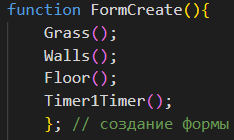 function FormCreate(){
Grass();
Walls();
Floor();
Timer1Timer();
}; // создание формы